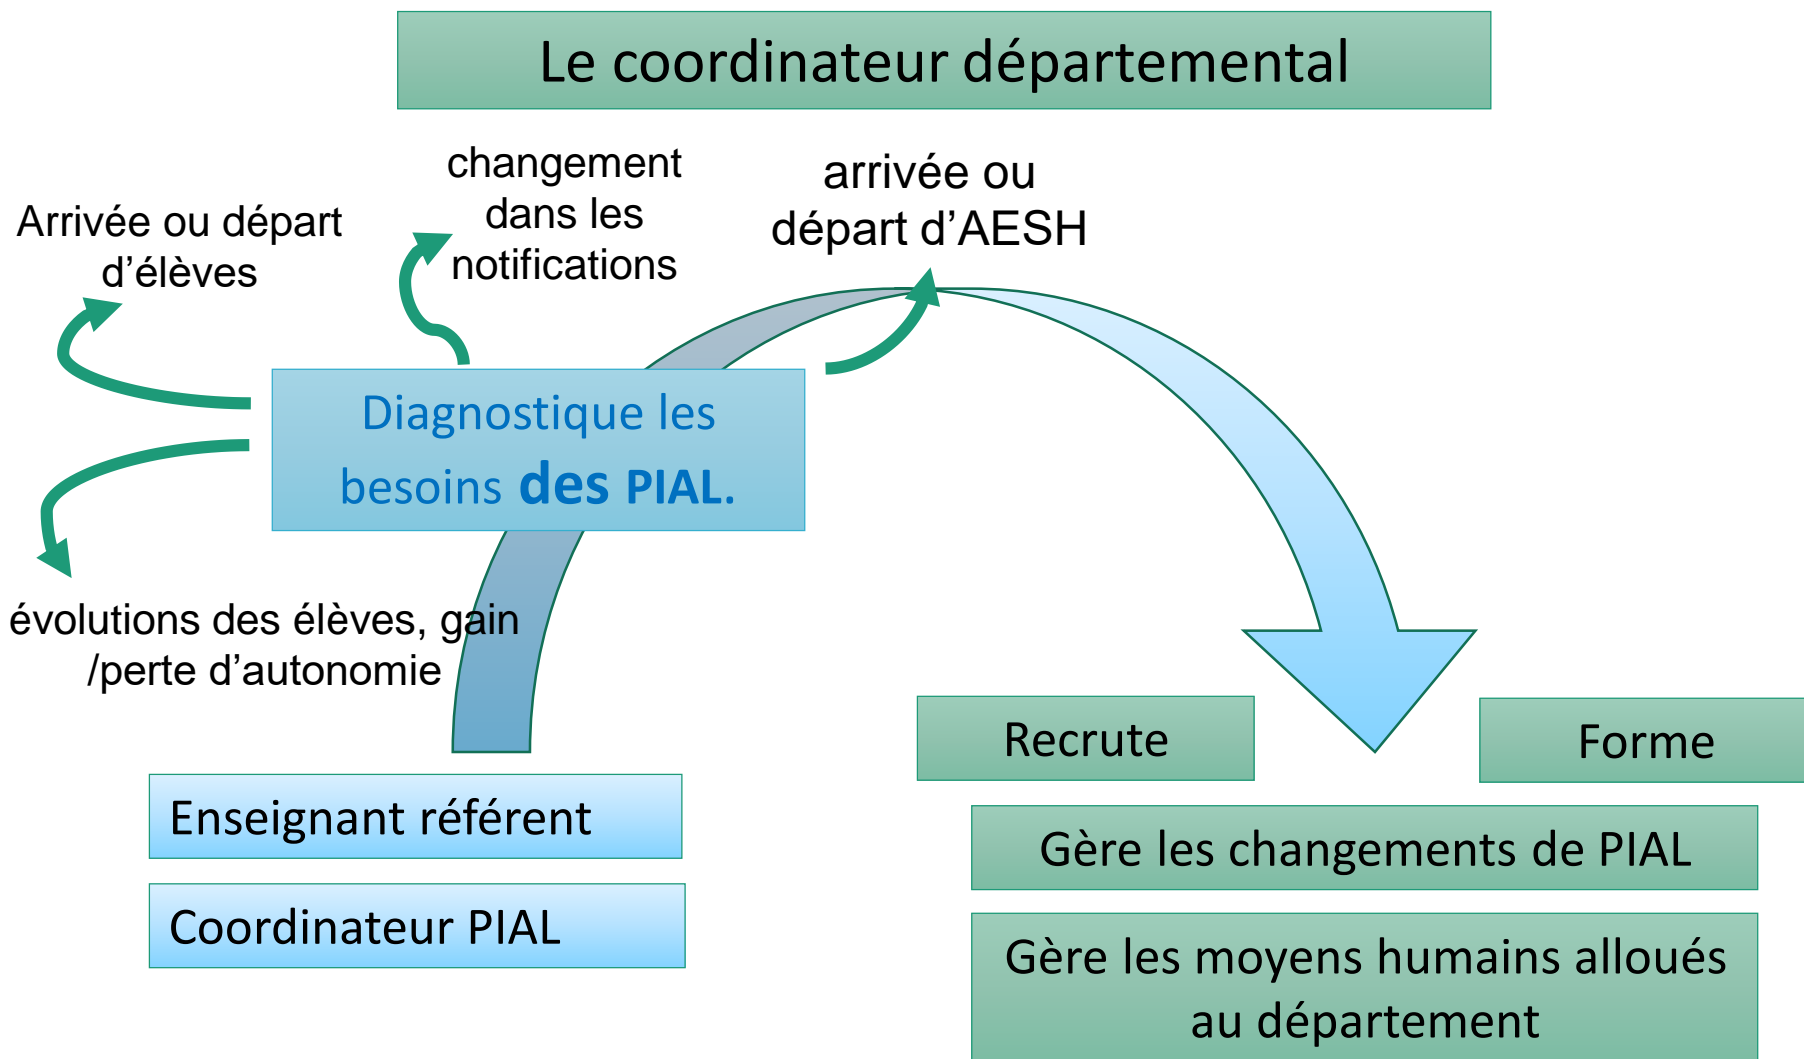 Le coordinateur départemental
changement
dans les
notifications
arrivée ou
départ d’AESH
Arrivée ou départ
d’élèves
Diagnostique les
besoins des PIAL.
évolutions des élèves, gain
/perte d’autonomie
Enseignant référent
Coordinateur PIAL
Recrute
Forme
Gère les changements de PIAL
Gère les moyens humains alloués
au département